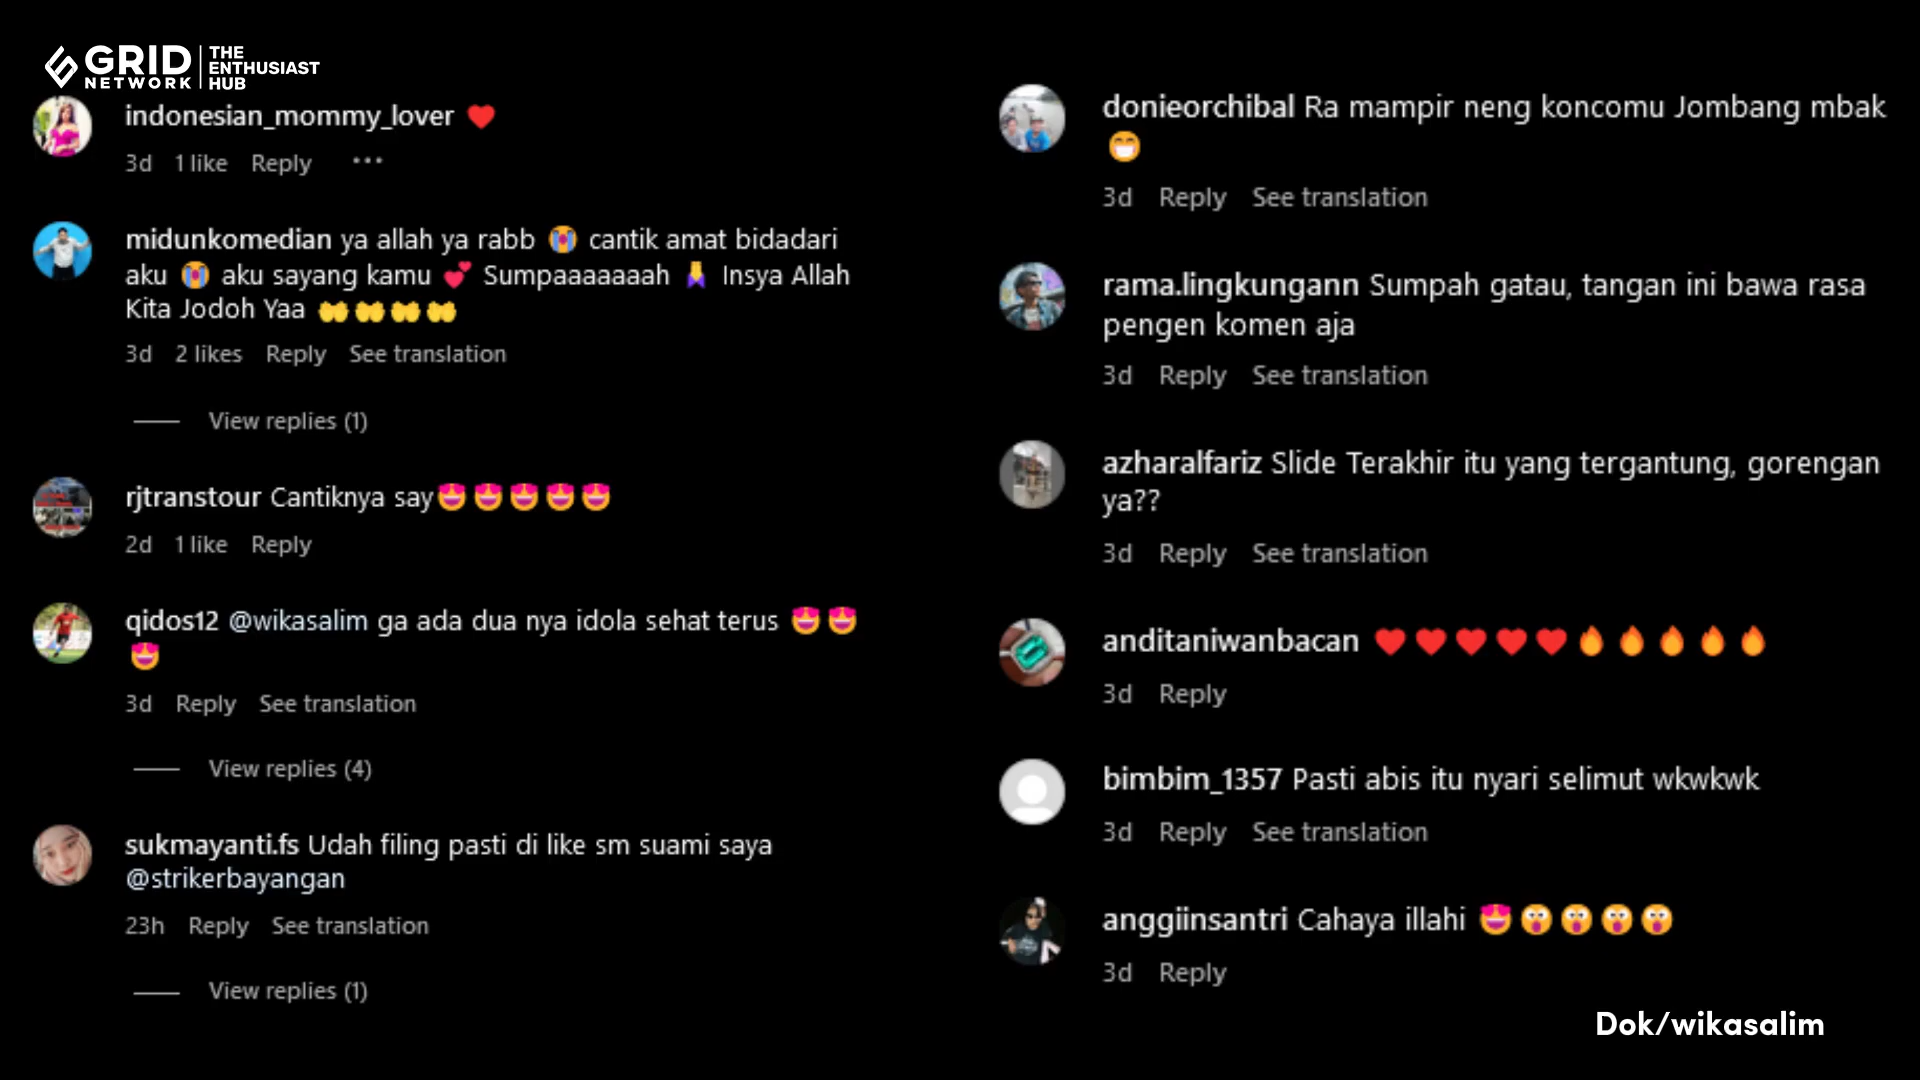 GRID NETWORK
THE ENTHUSIAST HUB
indonesian_mommy_lover ❤️
3d 1 like Reply •••
midunkomedian ya allah ya rabb 😭 cantik amat bidadari
aku 😭 aku sayang kamu 💕 Sumpaaaaaaah 🙏 Insya Allah
Kita Jodoh Yaa 🤲🤲🤲🤲
3d 2 likes Reply See translation
View replies (1)
rjtranstour Cantiknya say😍😍😍😍😍
2d 1 like Reply
qidos12 @wikasalim ga ada dua nya idola sehat terus 😍😍
😍
3d Reply See translation
View replies (4)
sukmayanti.fs Udah filing pasti di like sm suami saya
@strikerbayangan
23h Reply See translation
View replies (1)
donieorchibal Ra mampir neng koncomu Jombang mbak
😁
3d Reply See translation
rama.lingkungann Sumpah gatau, tangan ini bawa rasa
pengen komen aja
3d Reply See translation
azharalfariz Slide Terakhir itu yang tergantung, gorengan
ya??
3d Reply See translation
anditaniwanbacan ❤️❤️❤️❤️❤️🔥🔥🔥🔥🔥
3d Reply
bimbim_1357 Pasti abis itu nyari selimut wkwkwk
3d Reply See translation
anggiinsantri Cahaya illahi 😍😲😲😲😲
3d Reply
Dok/wikasalim